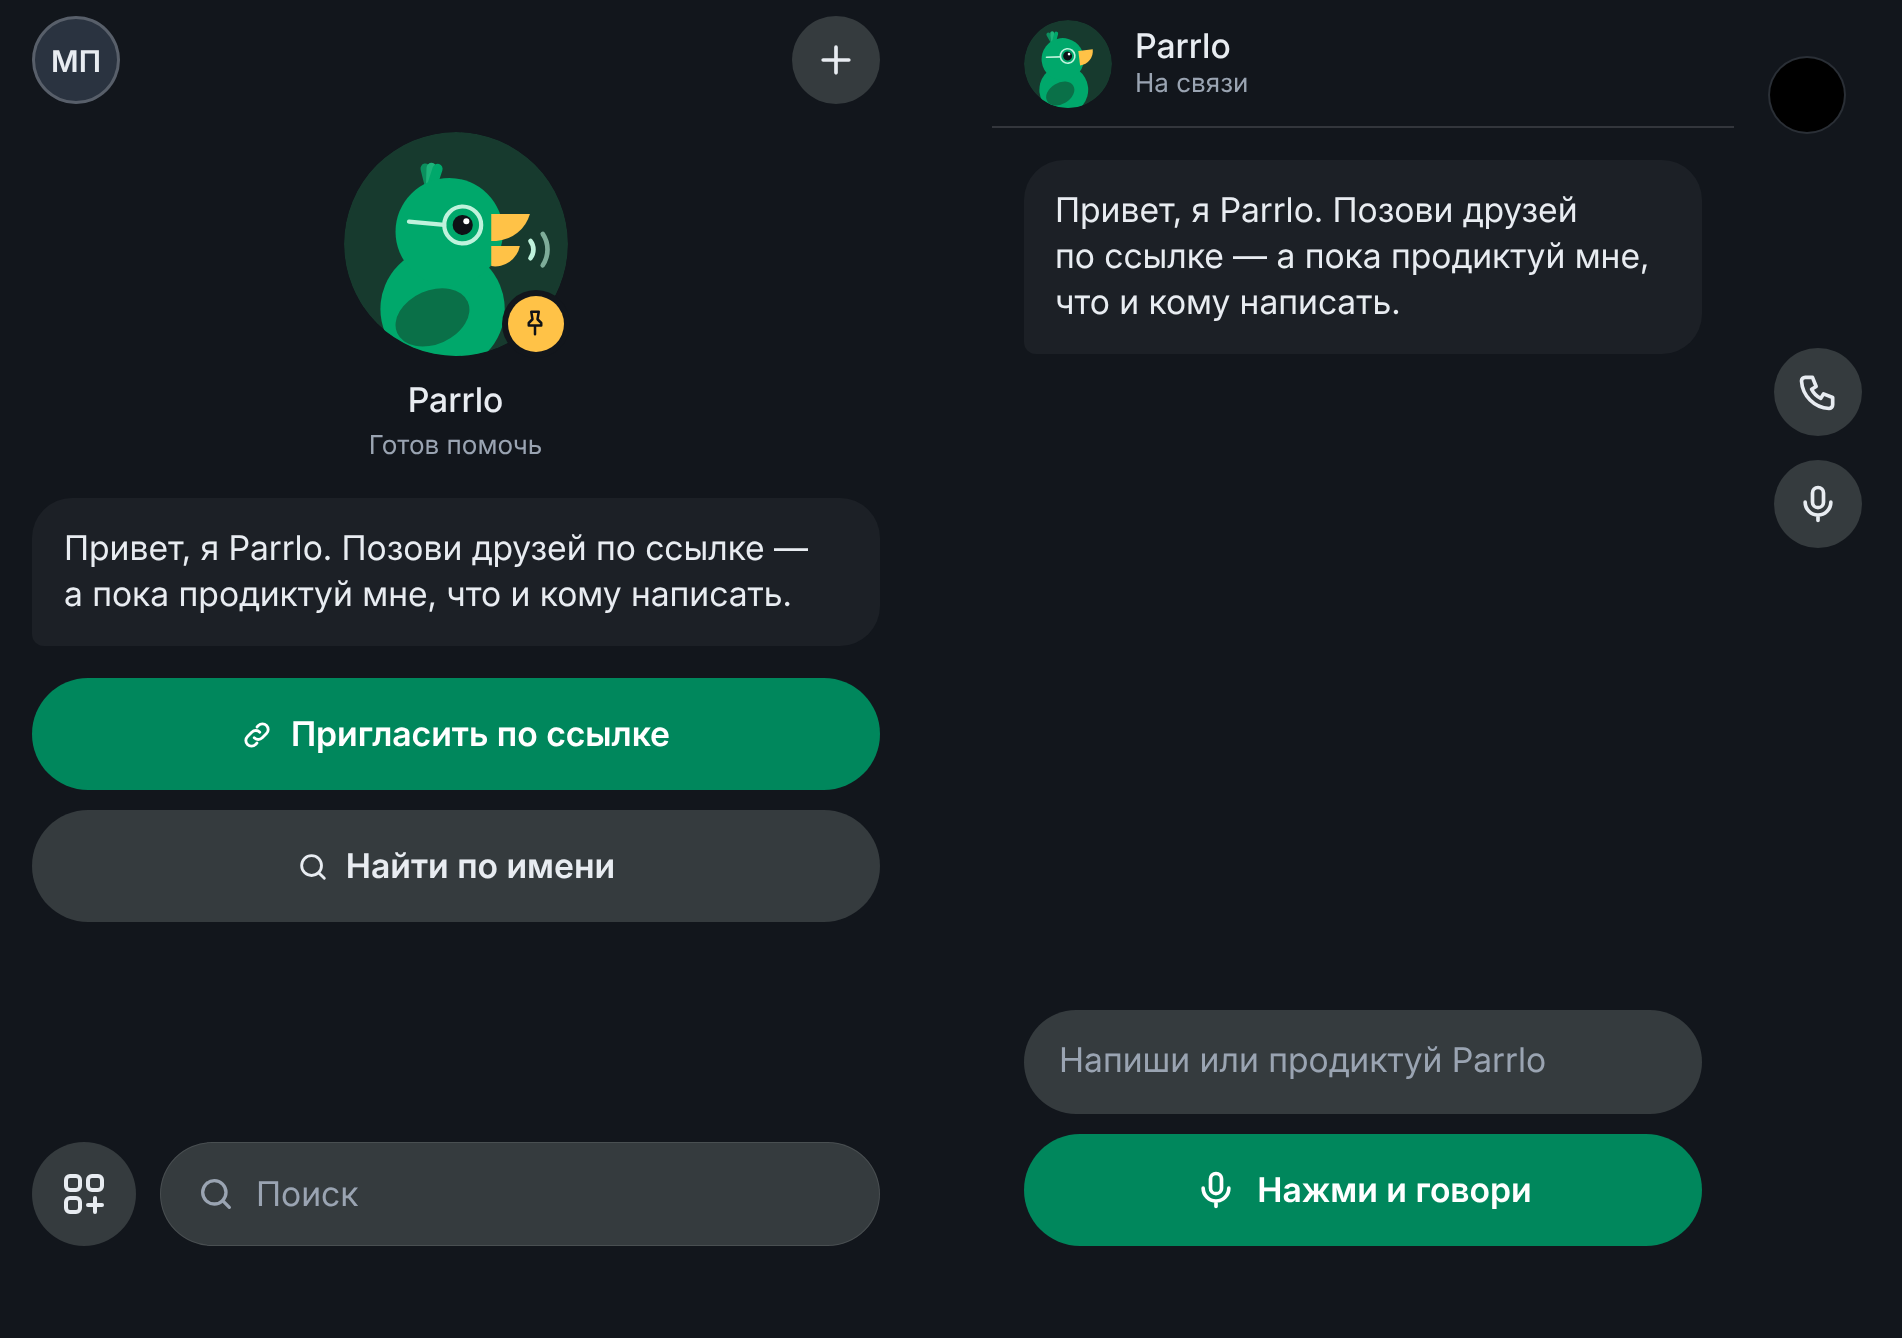 МП
Parrlo
Готов помочь
Привет, я Parrlo. Позови друзей по ссылке —
а пока продиктуй мне, что и кому написать.
Пригласить по ссылке
Найти по имени
Поиск
Parrlo
На связи
Привет, я Parrlo. Позови друзей
по ссылке — а пока продиктуй мне,
что и кому написать.
Напиши или продиктуй Parrlo
Нажми и говори